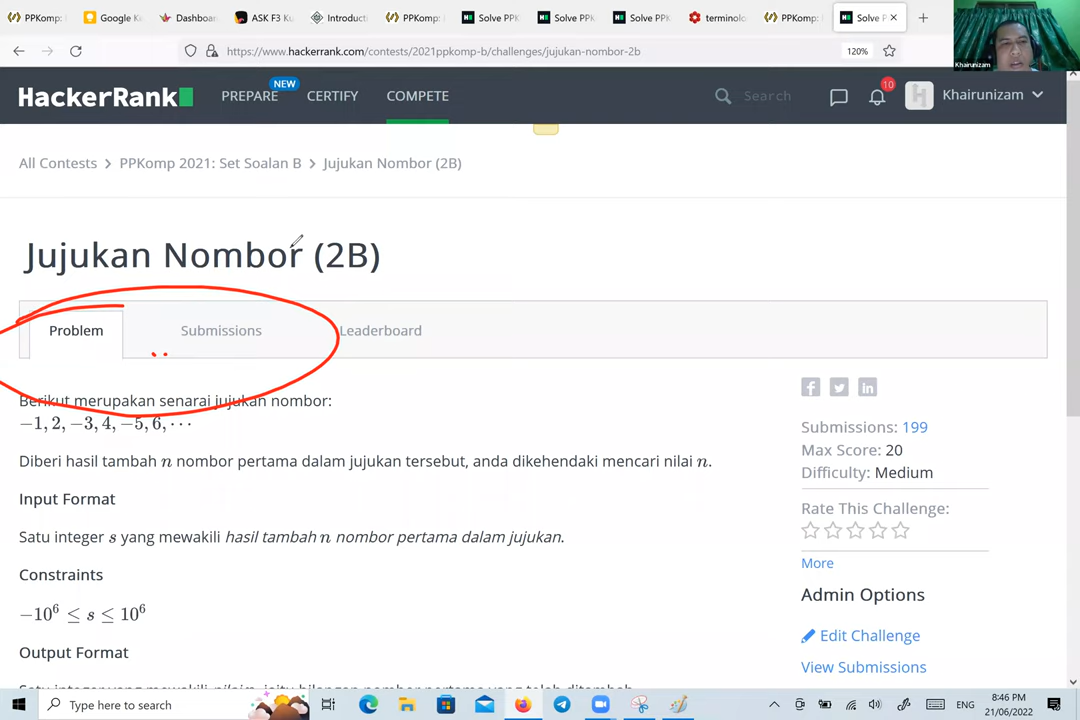 PPKomp:
Google Ka
Dashboar
ASK F3 Ku
Introducti
PPKomp:
Solve PPK
Solve PPK
Solve PPK
terminolo
PPKomp:
Solve P
https://www.hackerrank.com/contests/2021ppkomp-b/challenges/jujukan-nombor-2b
120%
Khairunizam
HackerRank
PREPARE
NEW
CERTIFY
COMPETE
Search
10
Khairunizam
All Contests > PPKomp 2021: Set Soalan B > Jujukan Nombor (2B)
Jujukan Nombor (2B)
Problem
Submissions
Leaderboard
Berikut merupakan senarai jujukan nombor:
−1, 2, −3, 4, −5, 6, ⋯
Diberi hasil tambah n nombor pertama dalam jujukan tersebut, anda dikehendaki mencari nilai n.
Input Format
Satu integer s yang mewakili hasil tambah n nombor pertama dalam jujukan.
Constraints
−10⁶ ≤ s ≤ 10⁶
Output Format
Submissions: 199
Max Score: 20
Difficulty: Medium
Rate This Challenge:
More
Admin Options
Edit Challenge
View Submissions
Type here to search
ENG
8:46 PM
21/06/2022